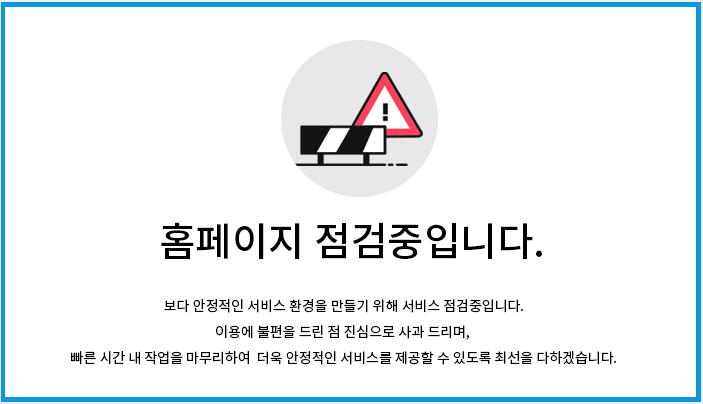 홈페이지 점검중입니다.
보다 안정적인 서비스 환경을 만들기 위해 서비스 점검중입니다.
이용에 불편을 드린 점 진심으로 사과 드리며,
빠른 시간 내 작업을 마무리하여 더욱 안정적인 서비스를 제공할 수 있도록 최선을 다하겠습니다.